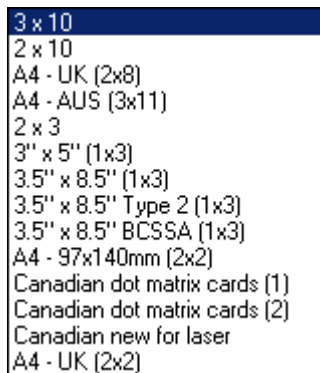 3 x 10
2 x 10
A4 - UK (2x8)
A4 - AUS (3x11)
2 x 3
3" x 5" (1x3)
3.5" x 8.5" (1x3)
3.5" x 8.5" Type 2 (1x3)
3.5" x 8.5" BCSSA (1x3)
A4 - 97x140mm (2x2)
Canadian dot matrix cards (1)
Canadian dot matrix cards (2)
Canadian new for laser
A4 - UK (2x2)